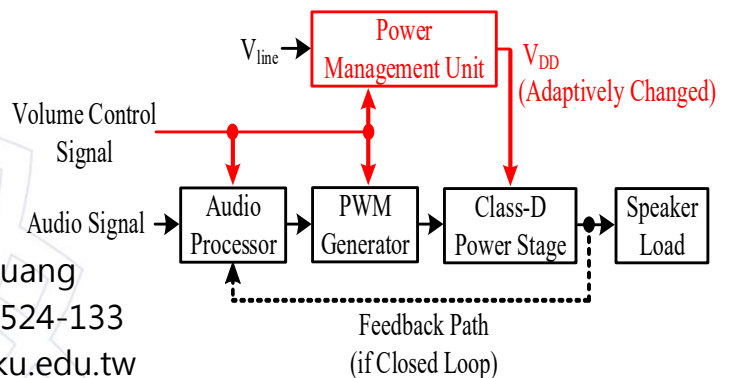 Power
Management Unit
V_line
V_DD
(Adaptively Changed)
Volume Control
Signal
Audio Signal
Audio
Processor
PWM
Generator
Class-D
Power Stage
Speaker
Load
uang
524-133
ku.edu.tw
Feedback Path
(if Closed Loop)